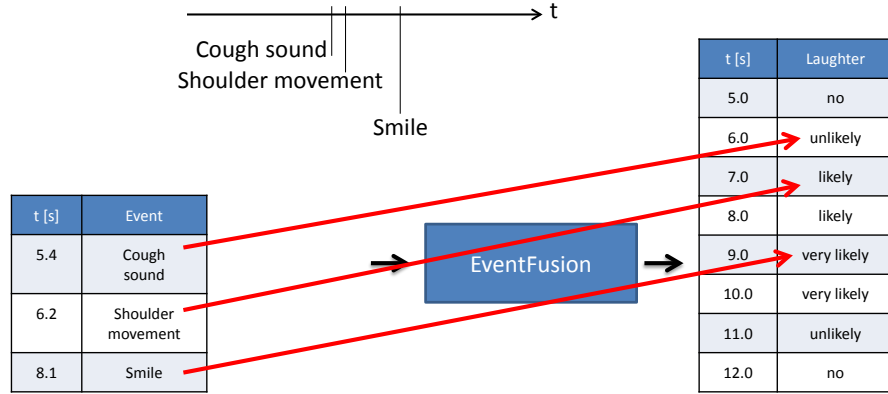 t
Cough sound
Shoulder movement
Smile
t [s] Event
5.4 Cough
sound
6.2 Shoulder
movement
8.1 Smile
EventFusion
t [s] Laughter
5.0 no
6.0 unlikely
7.0 likely
8.0 likely
9.0 very likely
10.0 very likely
11.0 unlikely
12.0 no